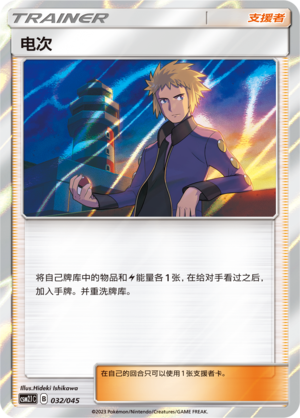 TRAINER
支援者
电次
将自己牌库中的物品和能量各1张，在给对手看过之后，
加入手牌。并重洗牌库。
Illus.Hideki Ishikawa
032/045
在自己的回合只可以使用1张支援者卡。
©2023 Pokémon/Nintendo/Creatures/GAME FREAK.